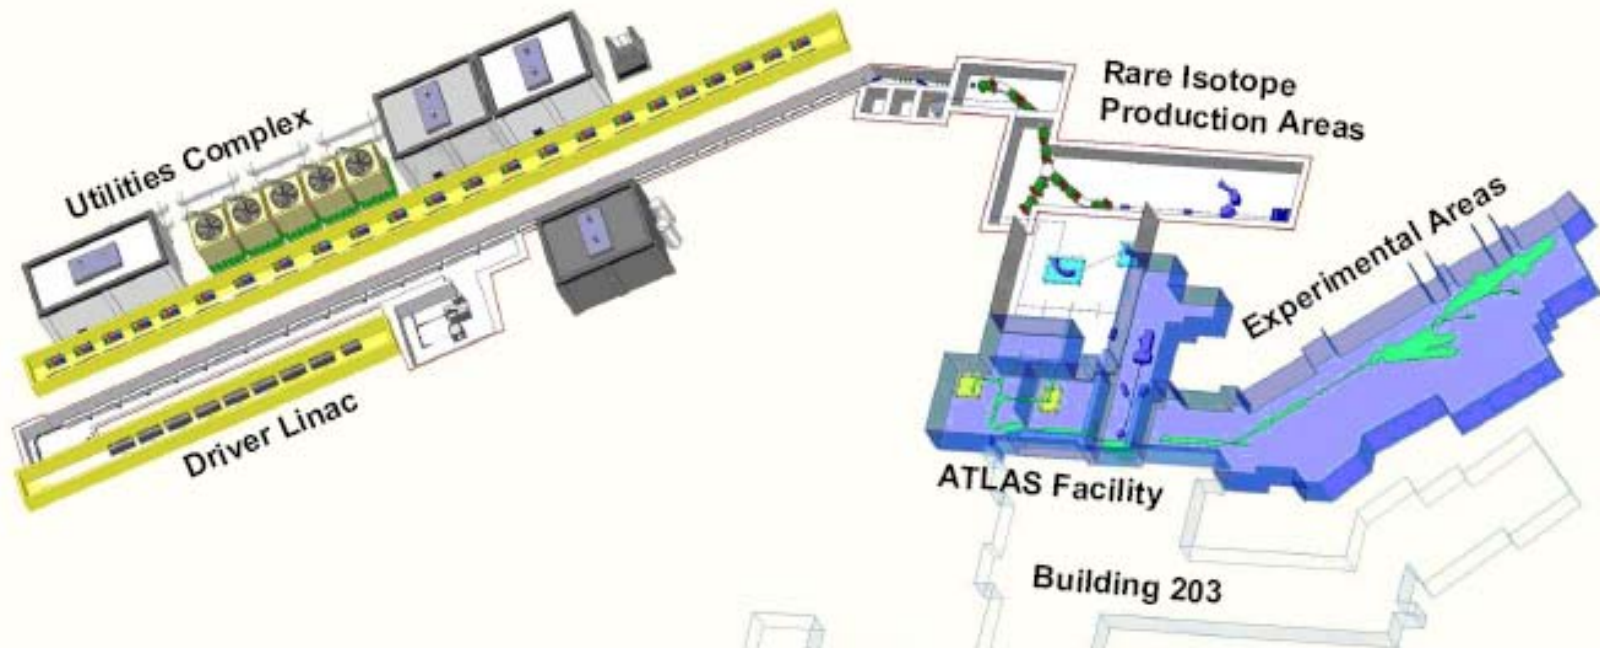 Utilities Complex
Rare Isotope
Production Areas
Experimental Areas
Driver Linac
ATLAS Facility
Building 203